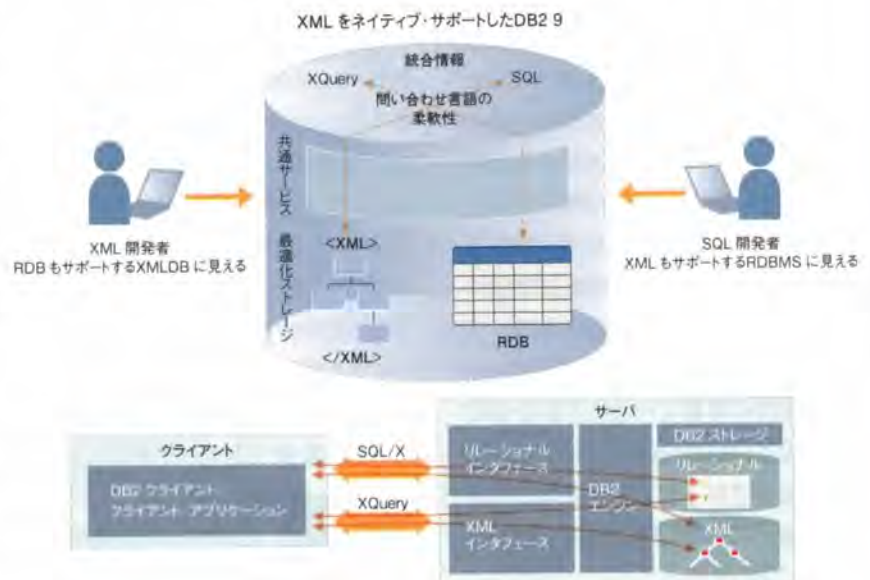 XML をネイティブ・サポートしたDB2 9
統合情報
XQuery
SQL
問い合わせ言語の
柔軟性
共通サービス
XML 開発者
RDB もサポートするXMLDB に見える
SQL 開発者
XML もサポートするRDBMS に見える
最適化ストレージ
<XML>
</XML>
RDB
クライアント
DB2 クライアント
クライアント アプリケーション
SQL/X
XQuery
サーバ
リレーショナル
インタフェース
XML
インタフェース
DB2
エンジン
DB2 ストレージ
リレーショナル
XML